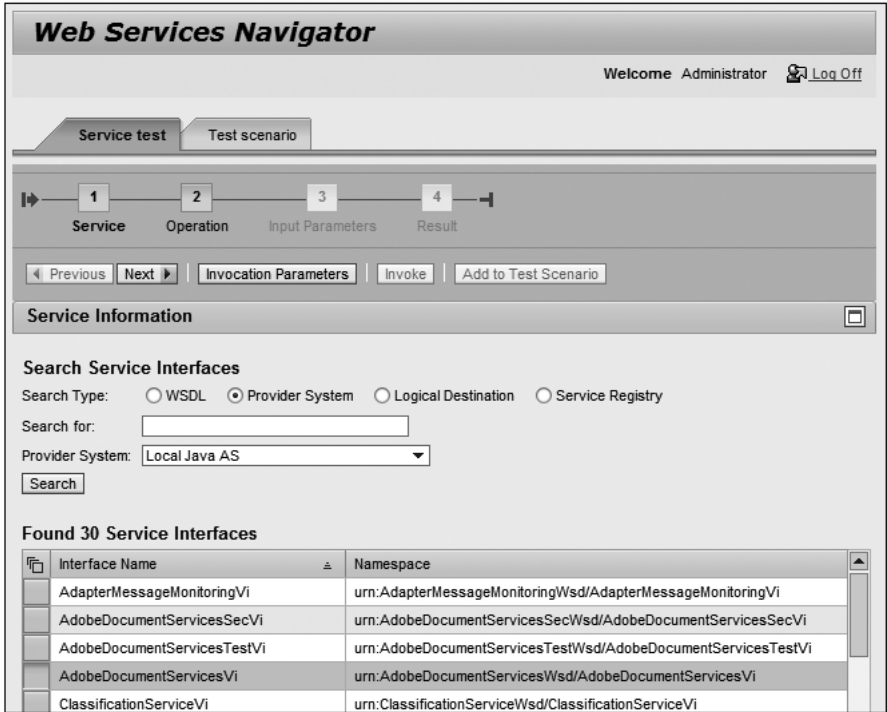 Web Services Navigator
Welcome Administrator Log Off
Service test Test scenario
1 2 3 4
Service Operation Input Parameters Result
Previous Next Invocation Parameters Invoke Add to Test Scenario
Service Information
Search Service Interfaces
Search Type: WSDL Provider System Logical Destination Service Registry
Search for:
Provider System: Local Java AS
Search
Found 30 Service Interfaces
Interface Name Namespace
AdapterMessageMonitoringVi urn:AdapterMessageMonitoringWsd/AdapterMessageMonitoringVi
AdobeDocumentServicesSecVi urn:AdobeDocumentServicesSecWsd/AdobeDocumentServicesSecVi
AdobeDocumentServicesTestVi urn:AdobeDocumentServicesTestWsd/AdobeDocumentServicesTestVi
AdobeDocumentServicesVi urn:AdobeDocumentServicesWsd/AdobeDocumentServicesVi
ClassificationServiceVi urn:ClassificationServiceWsd/ClassificationServiceVi